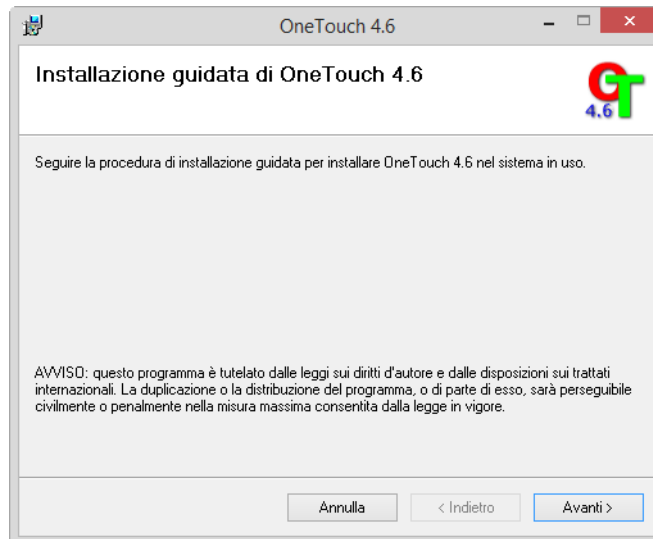 OneTouch 4.6
Installazione guidata di OneTouch 4.6
OT
4.6
Seguire la procedura di installazione guidata per installare OneTouch 4.6 nel sistema in uso.
AVVISO: questo programma è tutelato dalle leggi sui diritti d'autore e dalle disposizioni sui trattati
internazionali. La duplicazione o la distribuzione del programma, o di parte di esso, sarà perseguibile
civilmente o penalmente nella misura massima consentita dalla legge in vigore.
Annulla
< Indietro
Avanti >